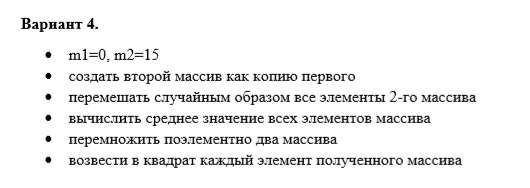 Вариант 4.
• m1=0, m2=15
• создать второй массив как копию первого
• перемешать случайным образом все элементы 2-го массива
• вычислить среднее значение всех элементов массива
• перемножить поэлементно два массива
• возвести в квадрат каждый элемент полученного массива